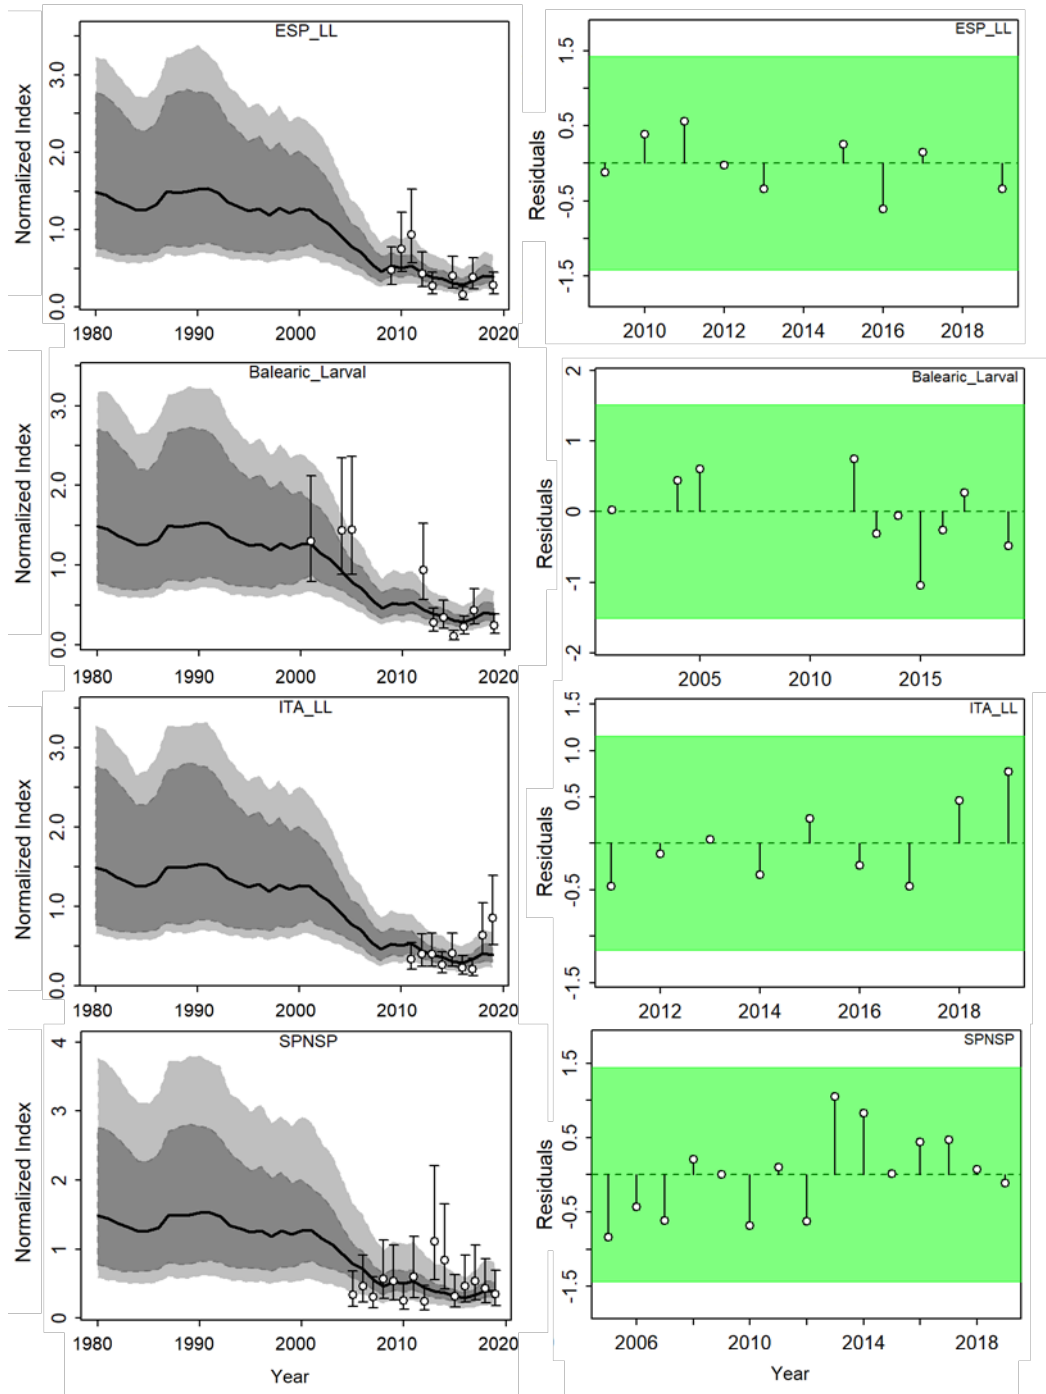 ESP_LL
Normalized Index
3.0
2.0
1.0
0.0
1980 1990 2000 2010 2020
ESP_LL
Residuals
1.5
0.5
-0.5
-1.5
2010 2012 2014 2016 2018
Balearic_Larval
Normalized Index
3.0
2.0
1.0
0.0
1980 1990 2000 2010 2020
Balearic_Larval
Residuals
2
1
0
-1
-2
2005 2010 2015
ITA_LL
Normalized Index
3.0
2.0
1.0
0.0
1980 1990 2000 2010 2020
ITA_LL
Residuals
1.5
1.0
0.5
-0.5
-1.5
2012 2014 2016 2018
SPNSP
Normalized Index
4
3
2
1
0
1980 1990 2000 2010 2020
Year
SPNSP
Residuals
1.5
0.5
-0.5
-1.5
2006 2010 2014 2018
Year